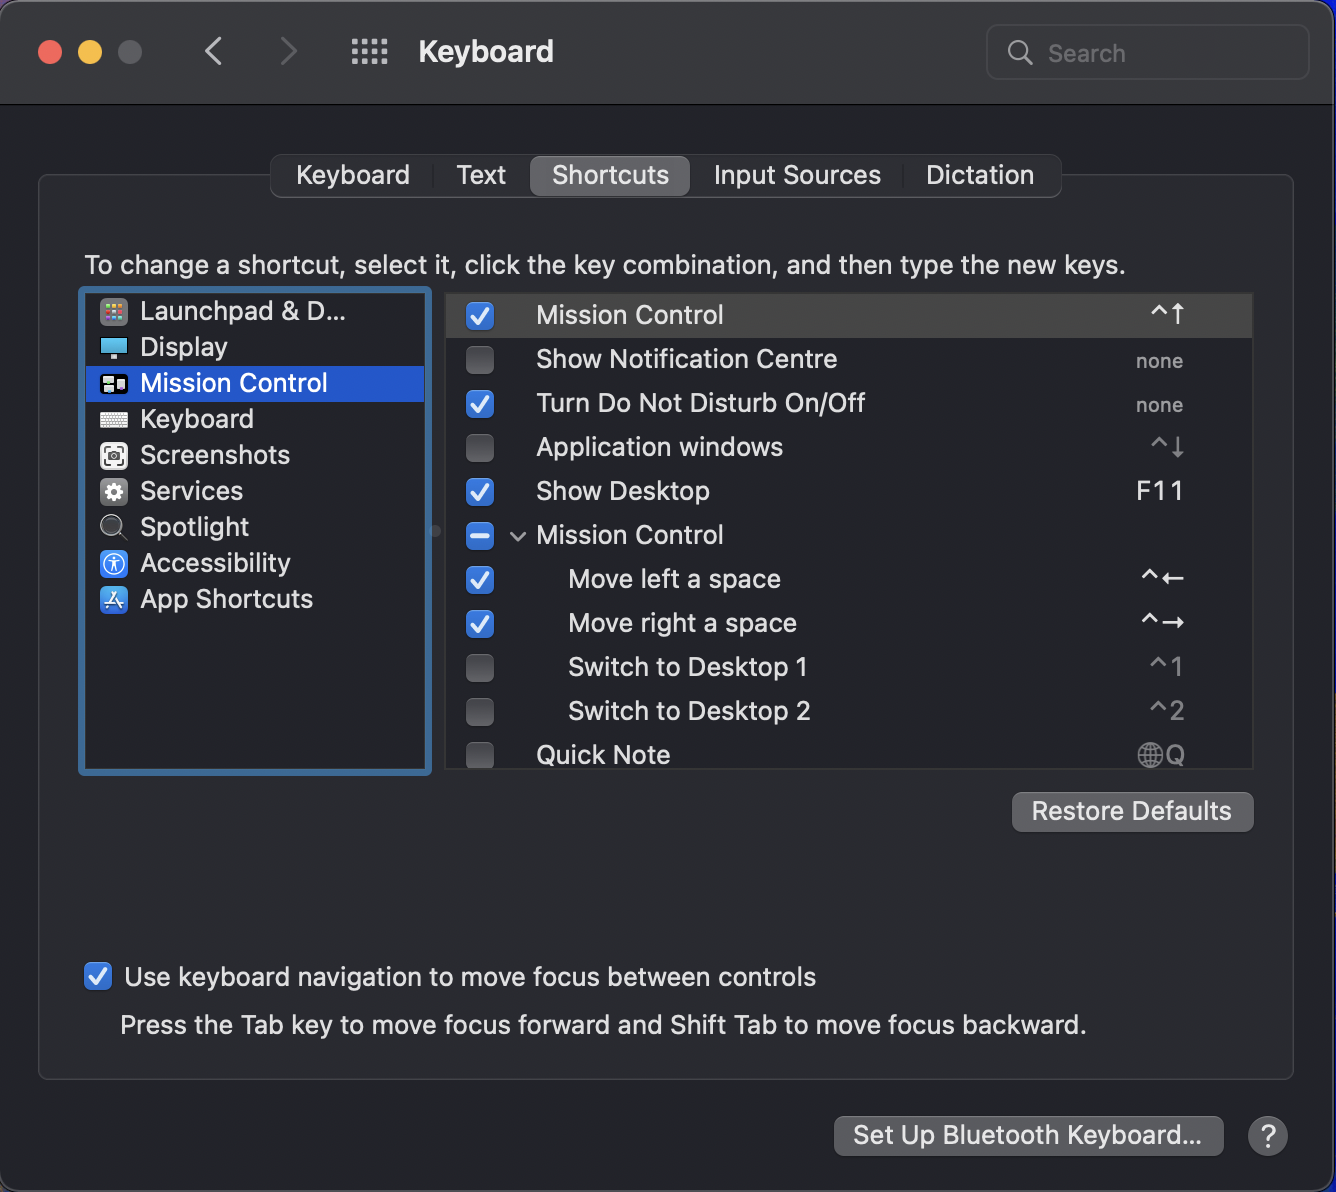 Keyboard
Search
Keyboard Text Shortcuts Input Sources Dictation
To change a shortcut, select it, click the key combination, and then type the new keys.
Launchpad & D...
Display
Mission Control
Keyboard
Screenshots
Services
Spotlight
Accessibility
App Shortcuts
Mission Control ^↑
Show Notification Centre none
Turn Do Not Disturb On/Off none
Application windows ^↓
Show Desktop F11
Mission Control
Move left a space ^←
Move right a space ^→
Switch to Desktop 1 ^1
Switch to Desktop 2 ^2
Quick Note 🌐Q
Restore Defaults
Use keyboard navigation to move focus between controls
Press the Tab key to move focus forward and Shift Tab to move focus backward.
Set Up Bluetooth Keyboard... ?